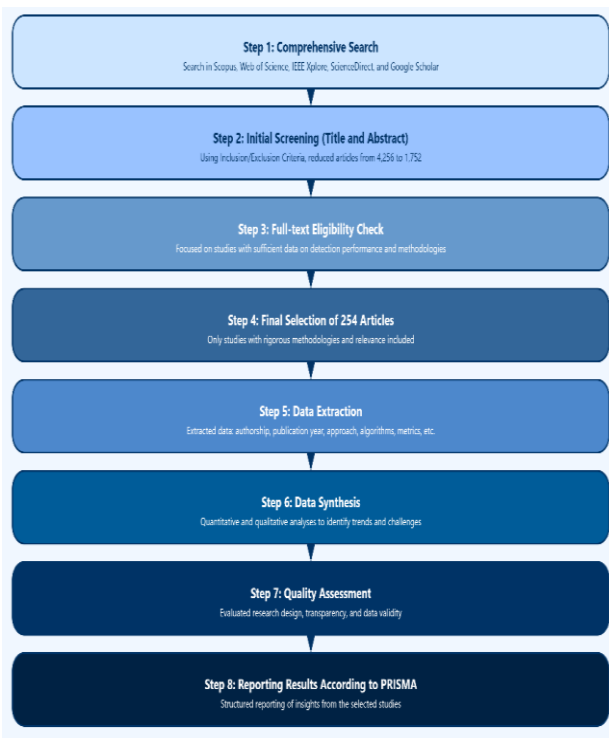 Step 1: Comprehensive Search
Search in Scopus, Web of Science, IEEE Xplore, ScienceDirect, and Google Scholar
Step 2: Initial Screening (Title and Abstract)
Using Inclusion/Exclusion Criteria, reduced articles from 4,256 to 1,752
Step 3: Full-text Eligibility Check
Focused on studies with sufficient data on detection performance and methodologies
Step 4: Final Selection of 254 Articles
Only studies with rigorous methodologies and relevance included
Step 5: Data Extraction
Extracted data: authorship, publication year, approach, algorithms, metrics, etc.
Step 6: Data Synthesis
Quantitative and qualitative analyses to identify trends and challenges
Step 7: Quality Assessment
Evaluated research design, transparency, and data validity
Step 8: Reporting Results According to PRISMA
Structured reporting of insights from the selected studies